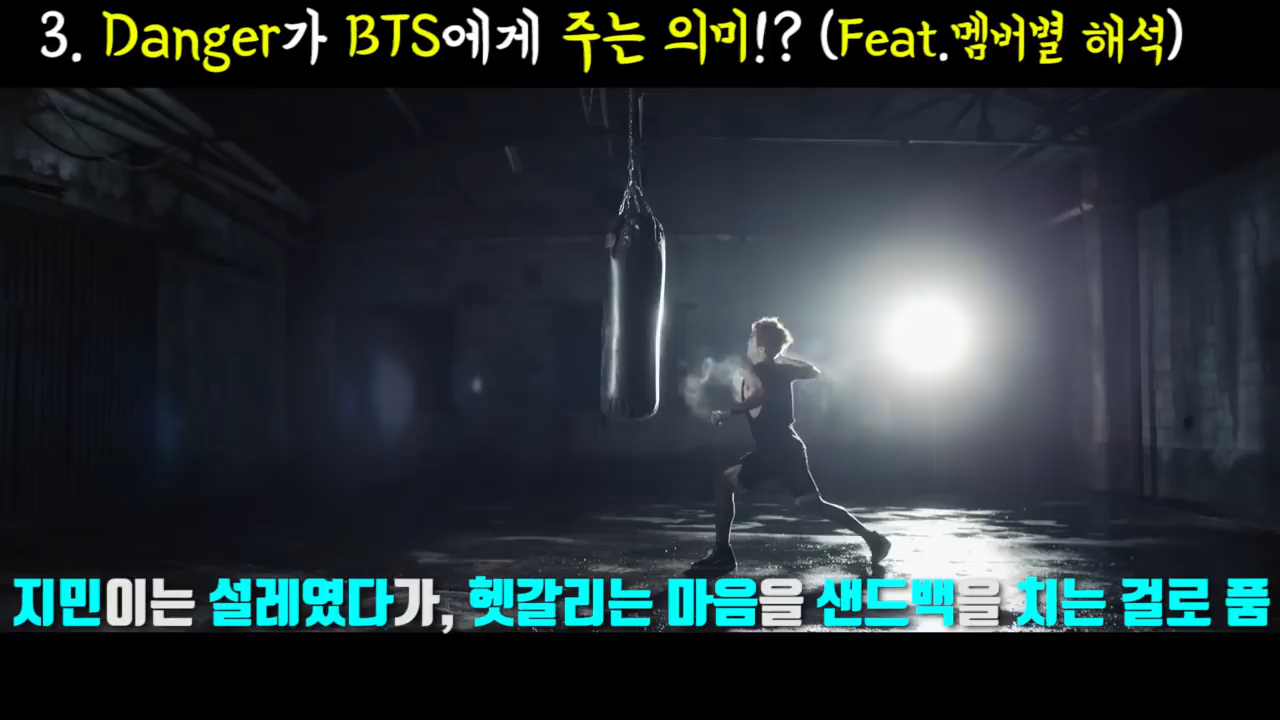 3. Danger가 BTS에게 주는 의미!? (Feat.멤버별 해석)
지민이는 설레였다가, 헷갈리는 마음을 샌드백을 치는 걸로 품